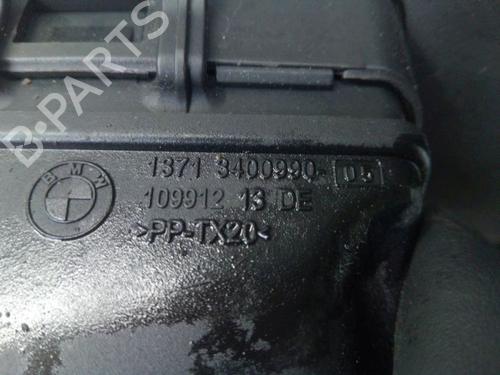 B-PARTS
BMW
1371 3400990- 05
109912 13 DE
>PP-TX20<